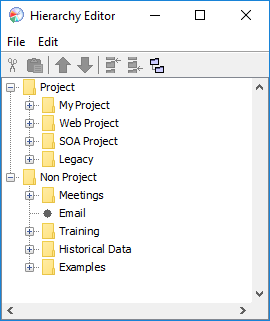 Hierarchy Editor
File Edit
Project
My Project
Web Project
SOA Project
Legacy
Non Project
Meetings
Email
Training
Historical Data
Examples